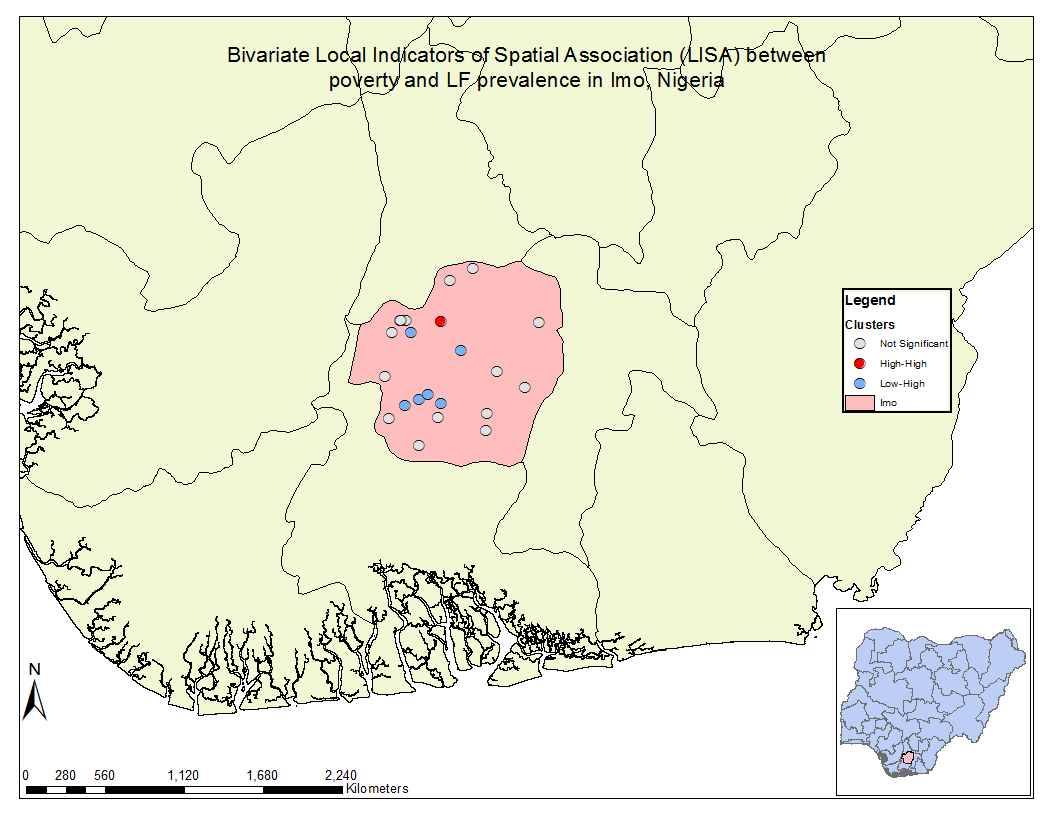 Bivariate Local Indicators of Spatial Association (LISA) between
poverty and LF prevalence in Imo, Nigeria
Legend
Clusters
Not Significant
High-High
Low-High
Imo
N
0 280 560 1,120 1,680 2,240
Kilometers